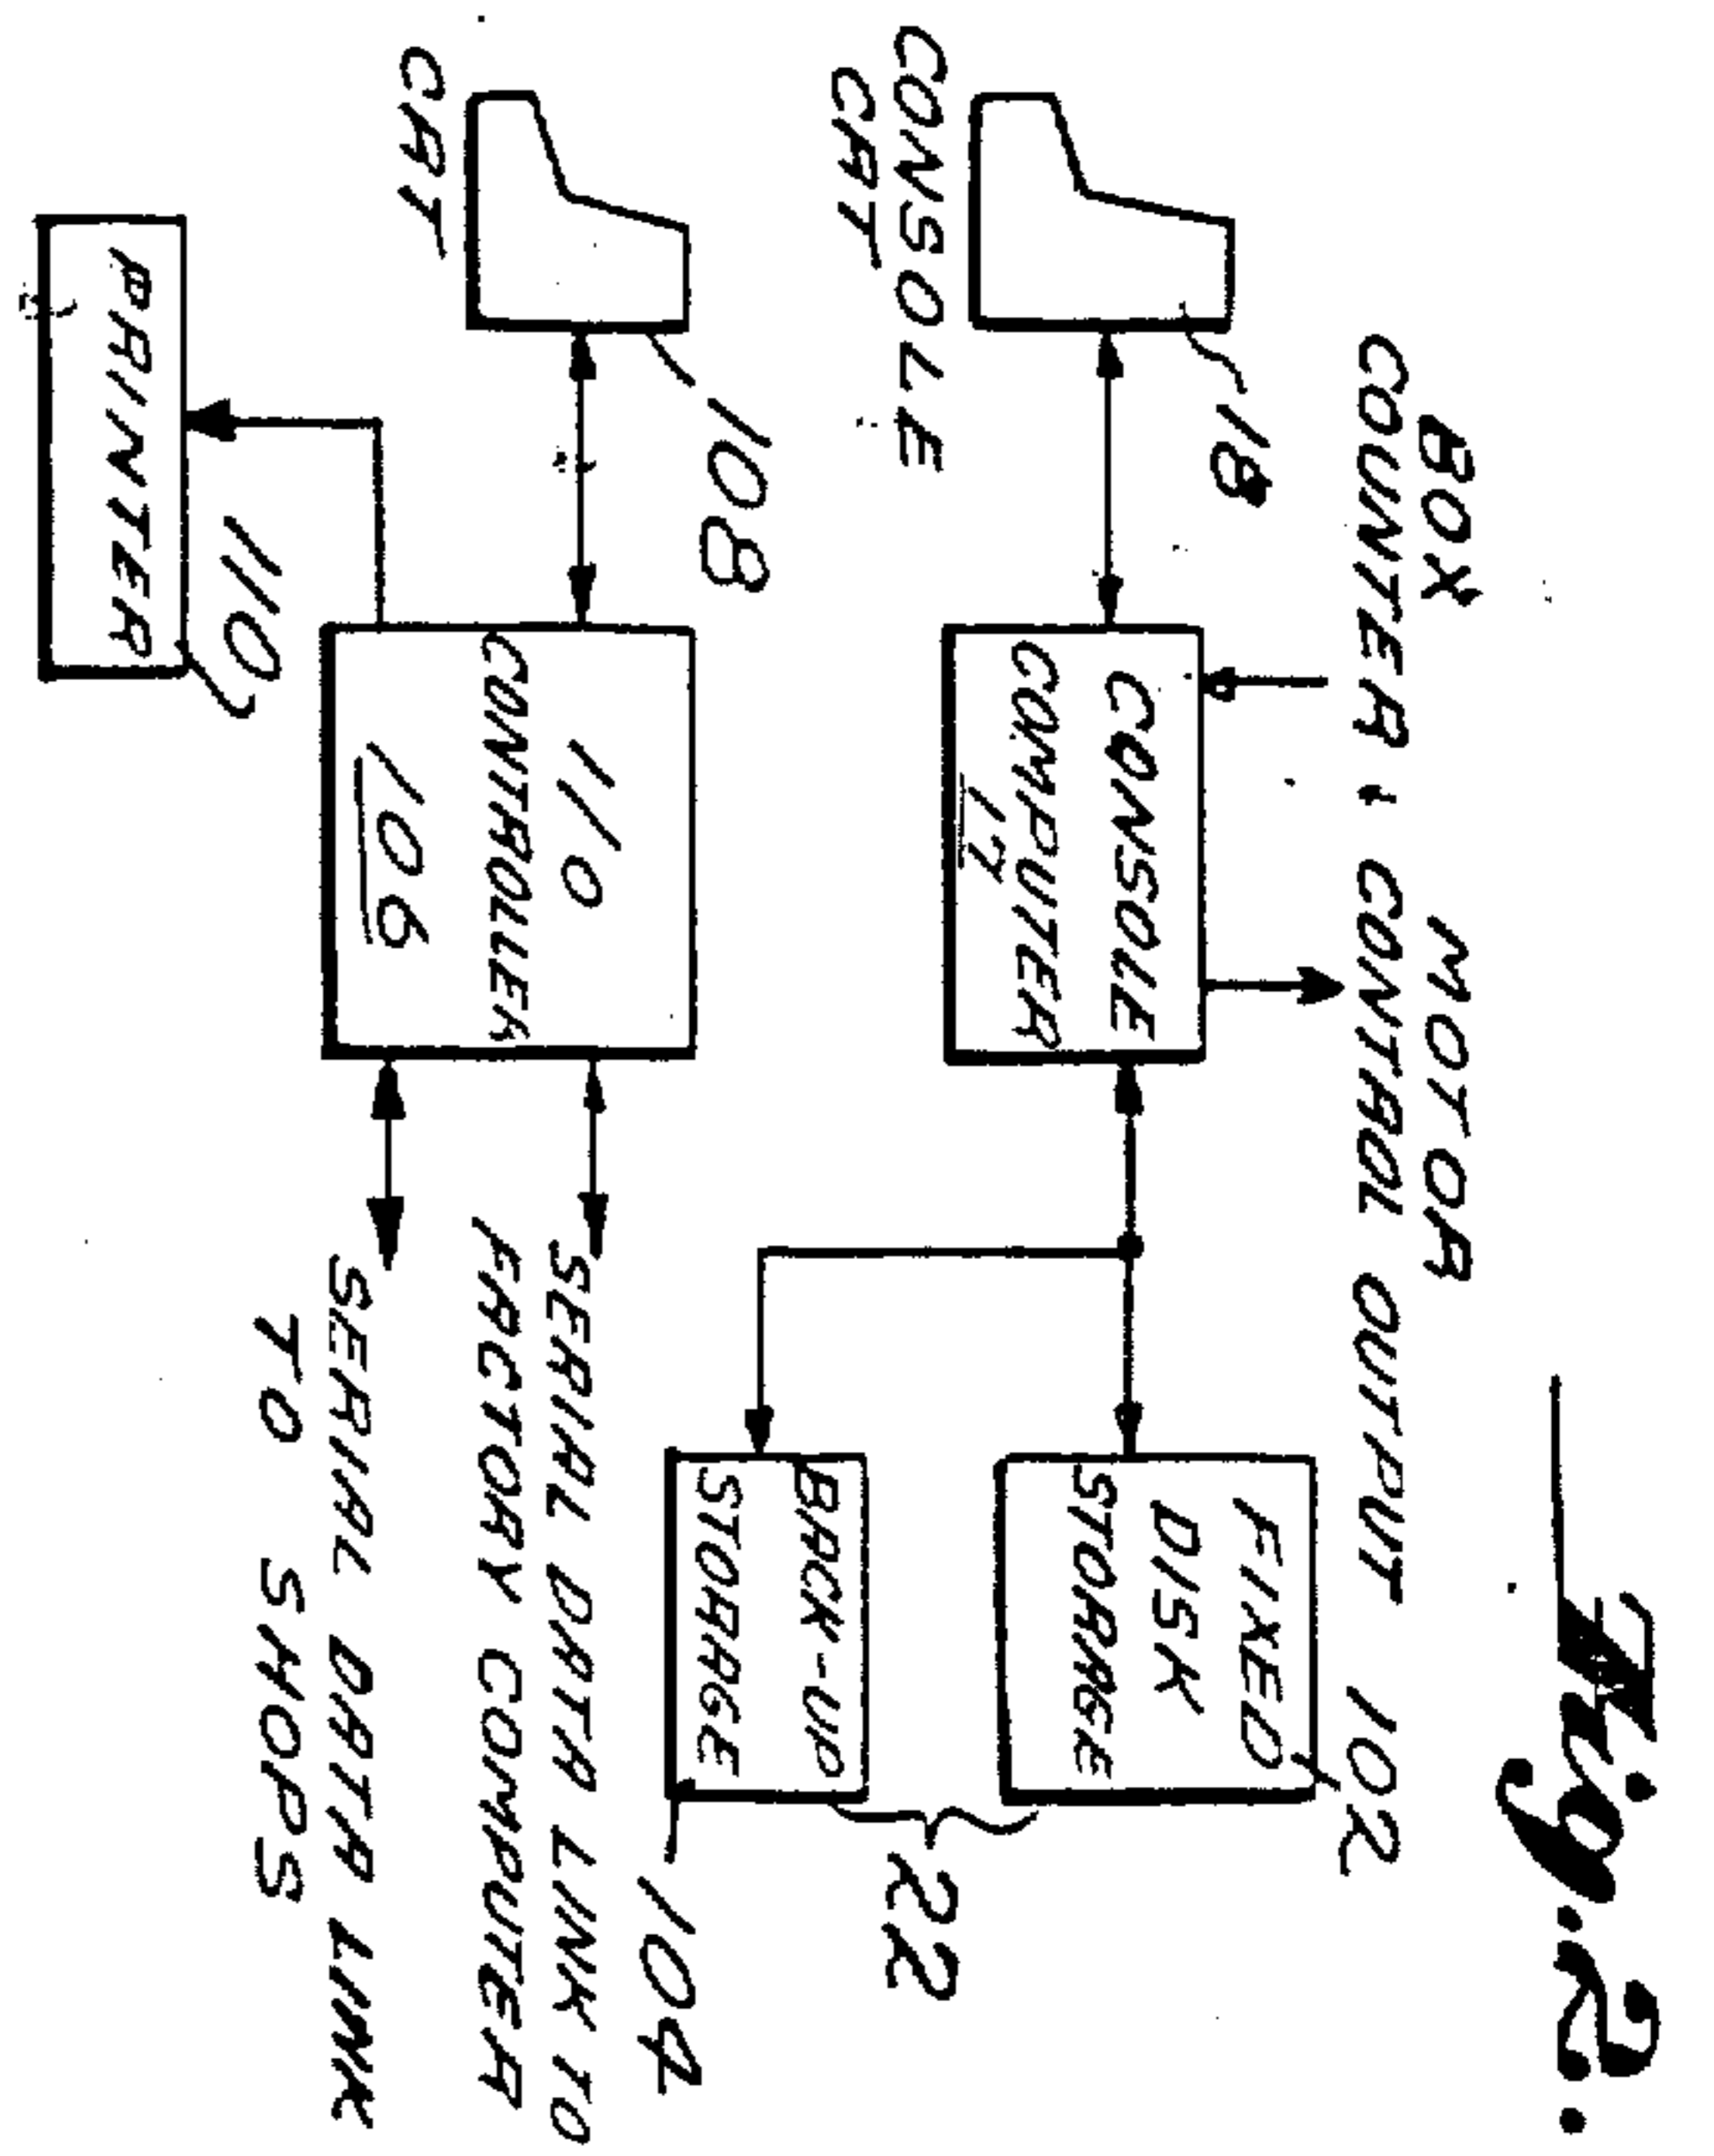 Fig. 2.
BOX
COUNTER
MOTOR
CONTROL OUTPUT
18
CONSOLE
CRT
CONSOLE
COMPUTER
17
102
FIXED
DISK
STORAGE
22
BACK-UP
STORAGE
104
108
CRT
110
CONTROLLER
106
SERIAL DATA LINK TO
FACTORY COMPUTER
SERIAL DATA LINK
TO SHOPS
110
PRINTER